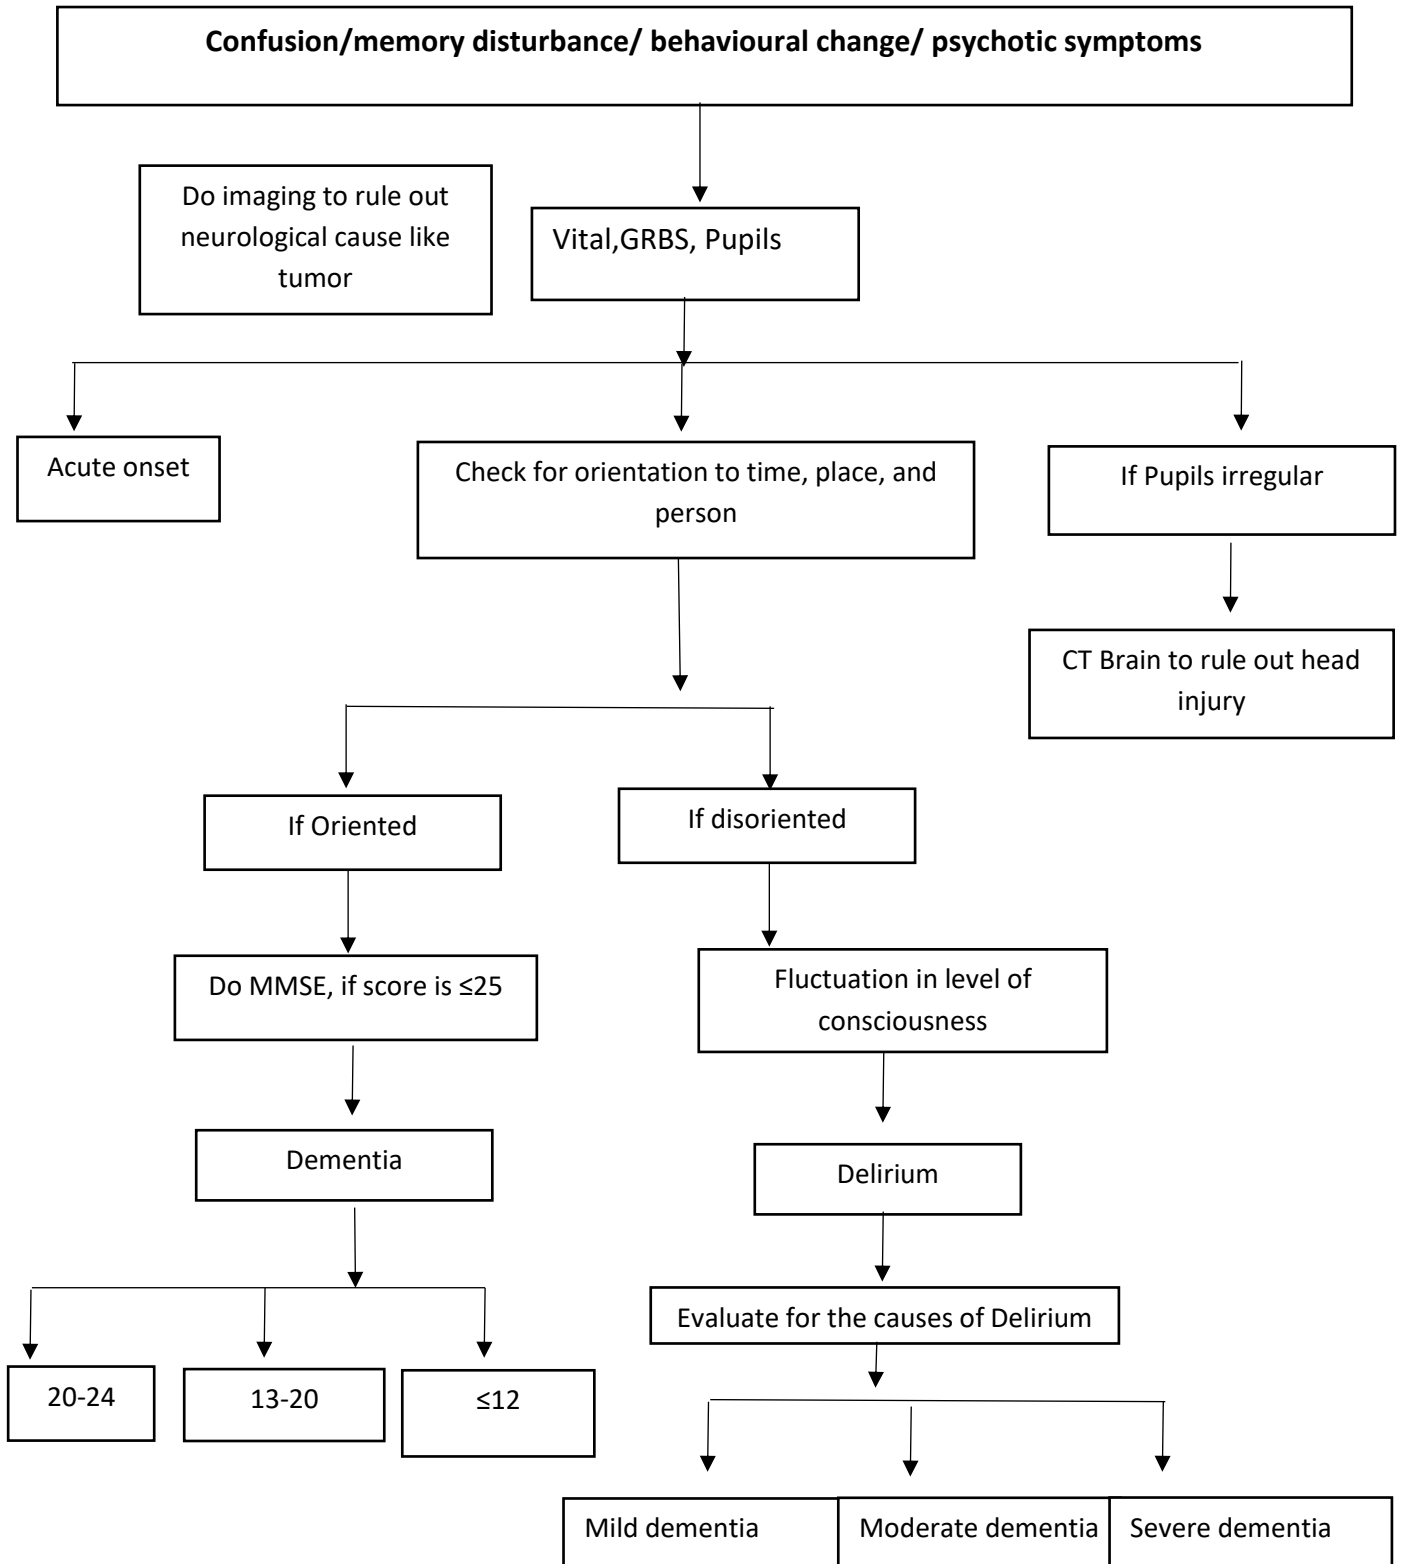 Confusion/memory disturbance/ behavioural change/ psychotic symptoms
Do imaging to rule out
neurological cause like
tumor
Vital,GRBS, Pupils
Acute onset
Check for orientation to time, place, and
person
If Pupils irregular
CT Brain to rule out head
injury
If Oriented
If disoriented
Do MMSE, if score is ≤25
Fluctuation in level of
consciousness
Dementia
Delirium
Evaluate for the causes of Delirium
20-24
13-20
≤12
Mild dementia
Moderate dementia
Severe dementia